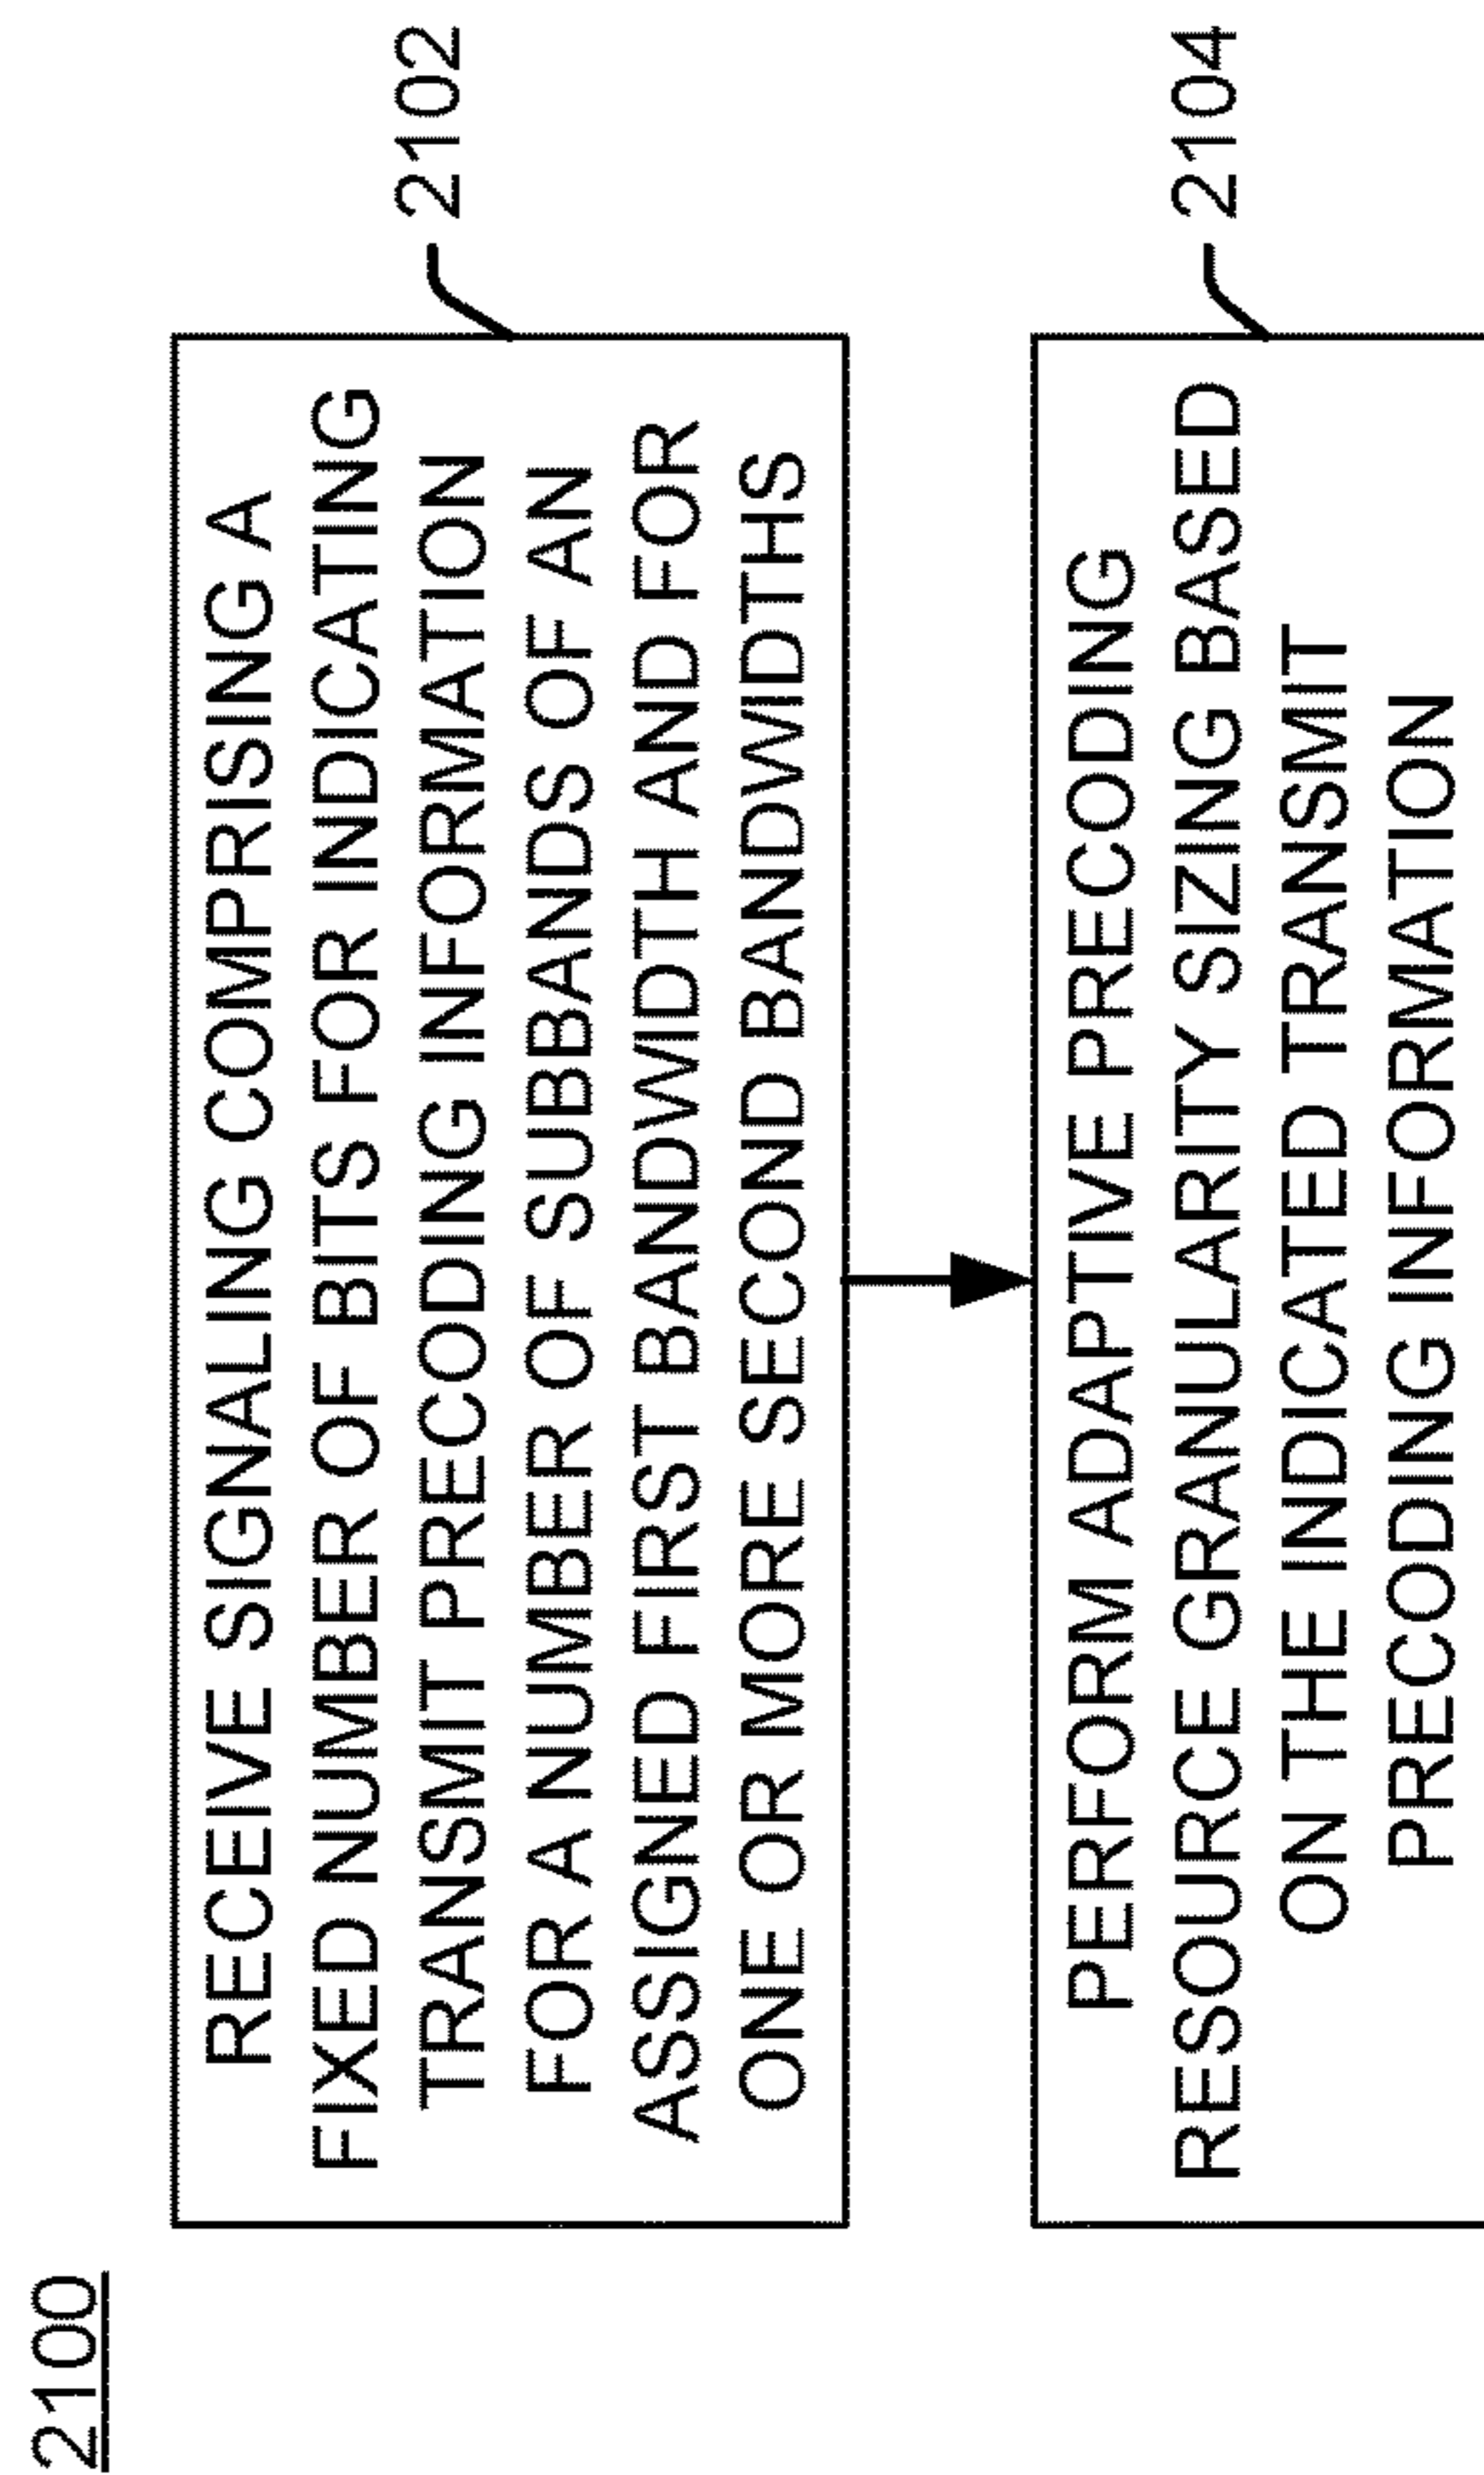 2100
RECEIVE SIGNALING COMPRISING A
FIXED NUMBER OF BITS FOR INDICATING
TRANSMIT PRECODING INFORMATION
FOR A NUMBER OF SUBBANDS OF AN
ASSIGNED FIRST BANDWIDTH AND FOR
ONE OR MORE SECOND BANDWIDTHS
2102
PERFORM ADAPTIVE PRECODING
RESOURCE GRANULARITY SIZING BASED
ON THE INDICATED TRANSMIT
PRECODING INFORMATION
2104